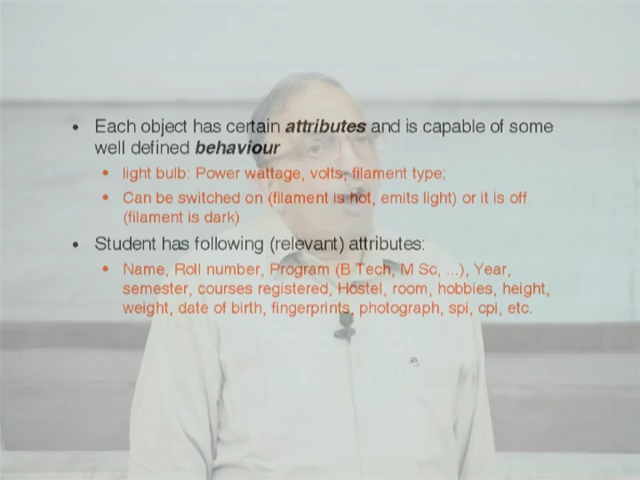 • Each object has certain attributes and is capable of some
well defined behaviour
• light bulb: Power wattage, volts, filament type;
• Can be switched on (filament is hot, emits light) or it is off
(filament is dark)
• Student has following (relevant) attributes:
• Name, Roll number, Program (B Tech, M Sc, ...), Year,
semester, courses registered, Hostel, room, hobbies, height,
weight, date of birth, fingerprints, photograph, spi, cpi, etc.